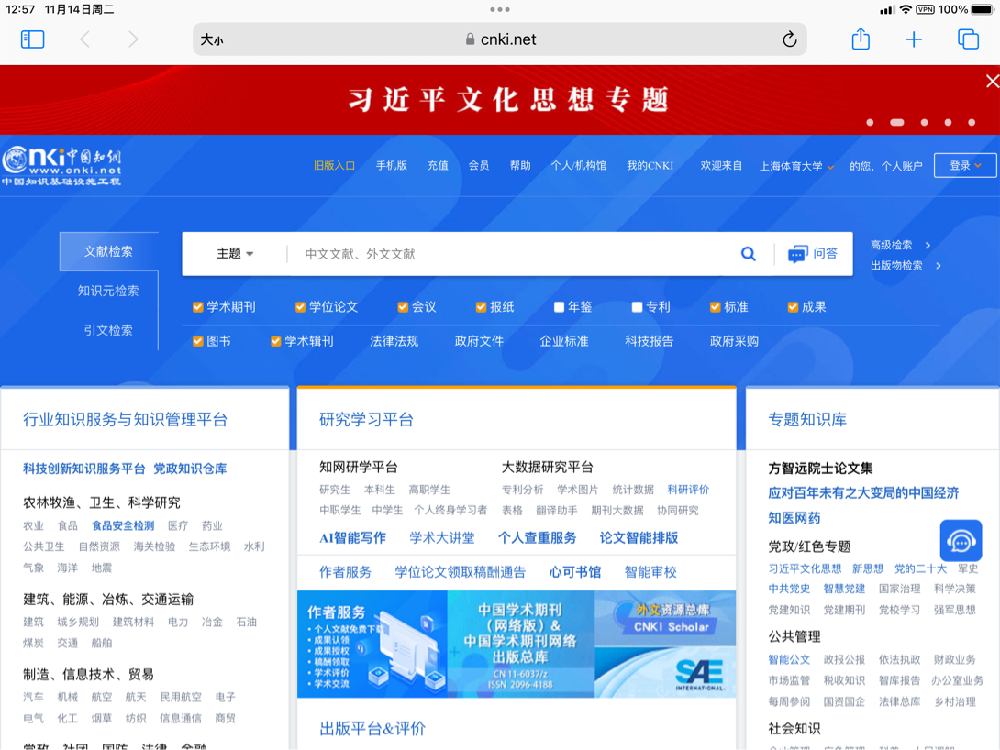 12:57 11月14日周二
VPN 100%
大小 cnki.net
习近平文化思想专题
Cnki 中国知网
www.cnki.net
中国知识基础设施工程
旧版入口 手机版 充值 会员 帮助 个人/机构馆 我的CNKI 欢迎来自 上海体育大学 的您，个人账户 登录
文献检索
知识元检索
引文检索
主题 中文文献、外文文献 问答
高级检索
出版物检索
学术期刊 学位论文 会议 报纸 年鉴 专利 标准 成果
图书 学术辑刊 法律法规 政府文件 企业标准 科技报告 政府采购
行业知识服务与知识管理平台
科技创新知识服务平台 党政知识仓库
农林牧渔、卫生、科学研究
农业 食品 食品安全检测 医疗 药业
公共卫生 自然资源 海关检验 生态环境 水利
气象 海洋 地震
建筑、能源、冶炼、交通运输
建筑 城乡规划 建筑材料 电力 冶金 石油
煤炭 交通 船舶
制造、信息技术、贸易
汽车 机械 航空 航天 民用航空 电子
电气 化工 烟草 纺织 信息通信 商贸
党政、社团、国防、法律、金融
研究学习平台
知网研学平台
研究生 本科生 高职学生
中职学生 中学生 个人终身学习者
大数据研究平台
专利分析 学术图片 统计数据 科研评价
表格 翻译助手 期刊大数据 协同研究
AI智能写作 学术大讲堂 个人查重服务 论文智能排版
作者服务 学位论文领取稿酬通告 心可书馆 智能审校
作者服务
• 个人文献免费下载
• 成果认领
• 成果授权
• 稿酬领取
• 学术评价
• 学术交流
中国学术期刊
（网络版）&
中国学术期刊网络
出版总库
CN 11-6037/z
ISSN 2096-4188
外文资源总库
CNKI Scholar
SAE
INTERNATIONAL.
出版平台&评价
专题知识库
方智远院士论文集
应对百年未有之大变局的中国经济
知医网药
党政/红色专题
习近平文化思想 新思想 党的二十大 军史
中共党史 智慧党建 国家治理 科学决策
党建知识 党建期刊 党校学习 强军思想
公共管理
智能公文 政报公报 依法执政 财政业务
市场监管 税收知识 智库报告 办公室业务
每周参阅 国资国企 法律总库 乡村治理
社会知识